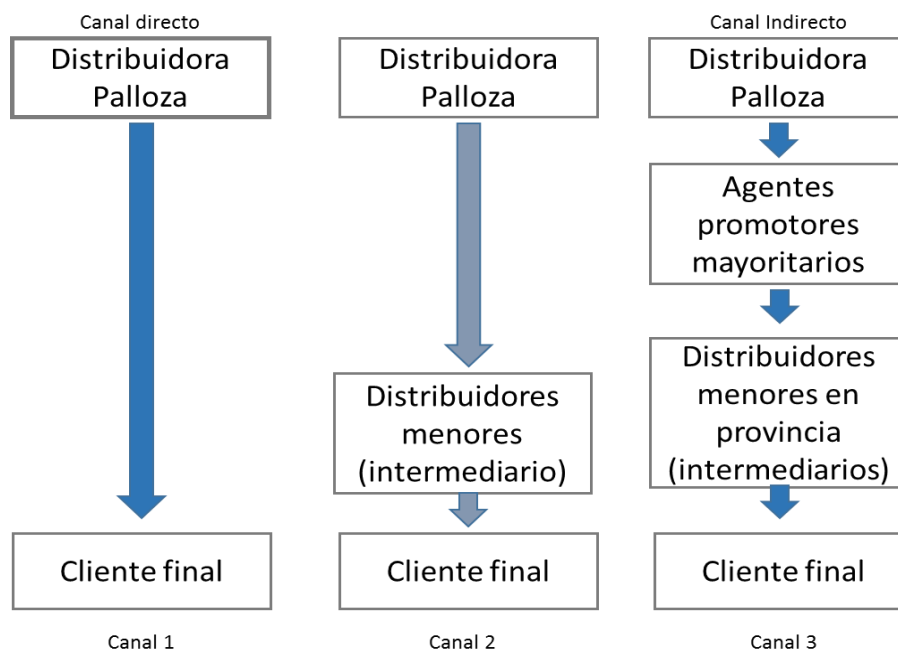 Canal directo
Distribuidora
Palloza
Cliente final
Canal 1
Distribuidora
Palloza
Distribuidores
menores
(intermediario)
Cliente final
Canal 2
Canal Indirecto
Distribuidora
Palloza
Agentes
promotores
mayoritarios
Distribuidores
menores en
provincia
(intermediarios)
Cliente final
Canal 3